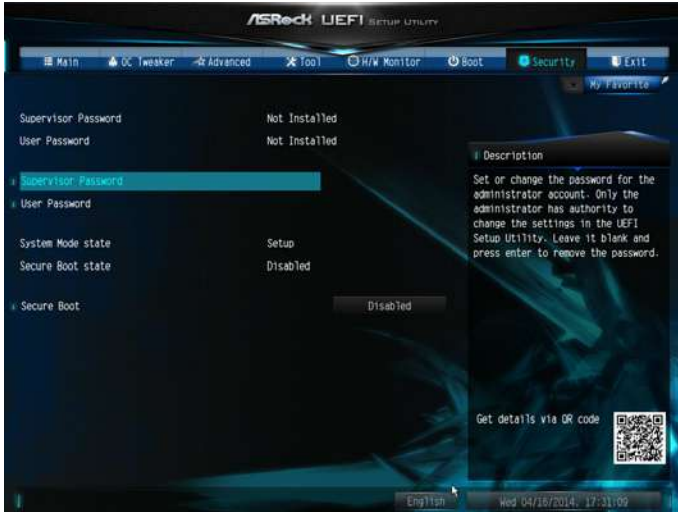 ASRock UEFI SETUP UTILITY
Main OC Tweaker Advanced Tool H/W Monitor Boot Security Exit
My Favorite
Supervisor Password Not Installed
User Password Not Installed
Supervisor Password
User Password
System Mode state Setup
Secure Boot state Disabled
Secure Boot Disabled
Description
Set or change the password for the
administrator account. Only the
administrator has authority to
change the settings in the UEFI
Setup Utility. Leave it blank and
press enter to remove the password.
Get details via QR code
English Wed 04/16/2014, 17:31:09